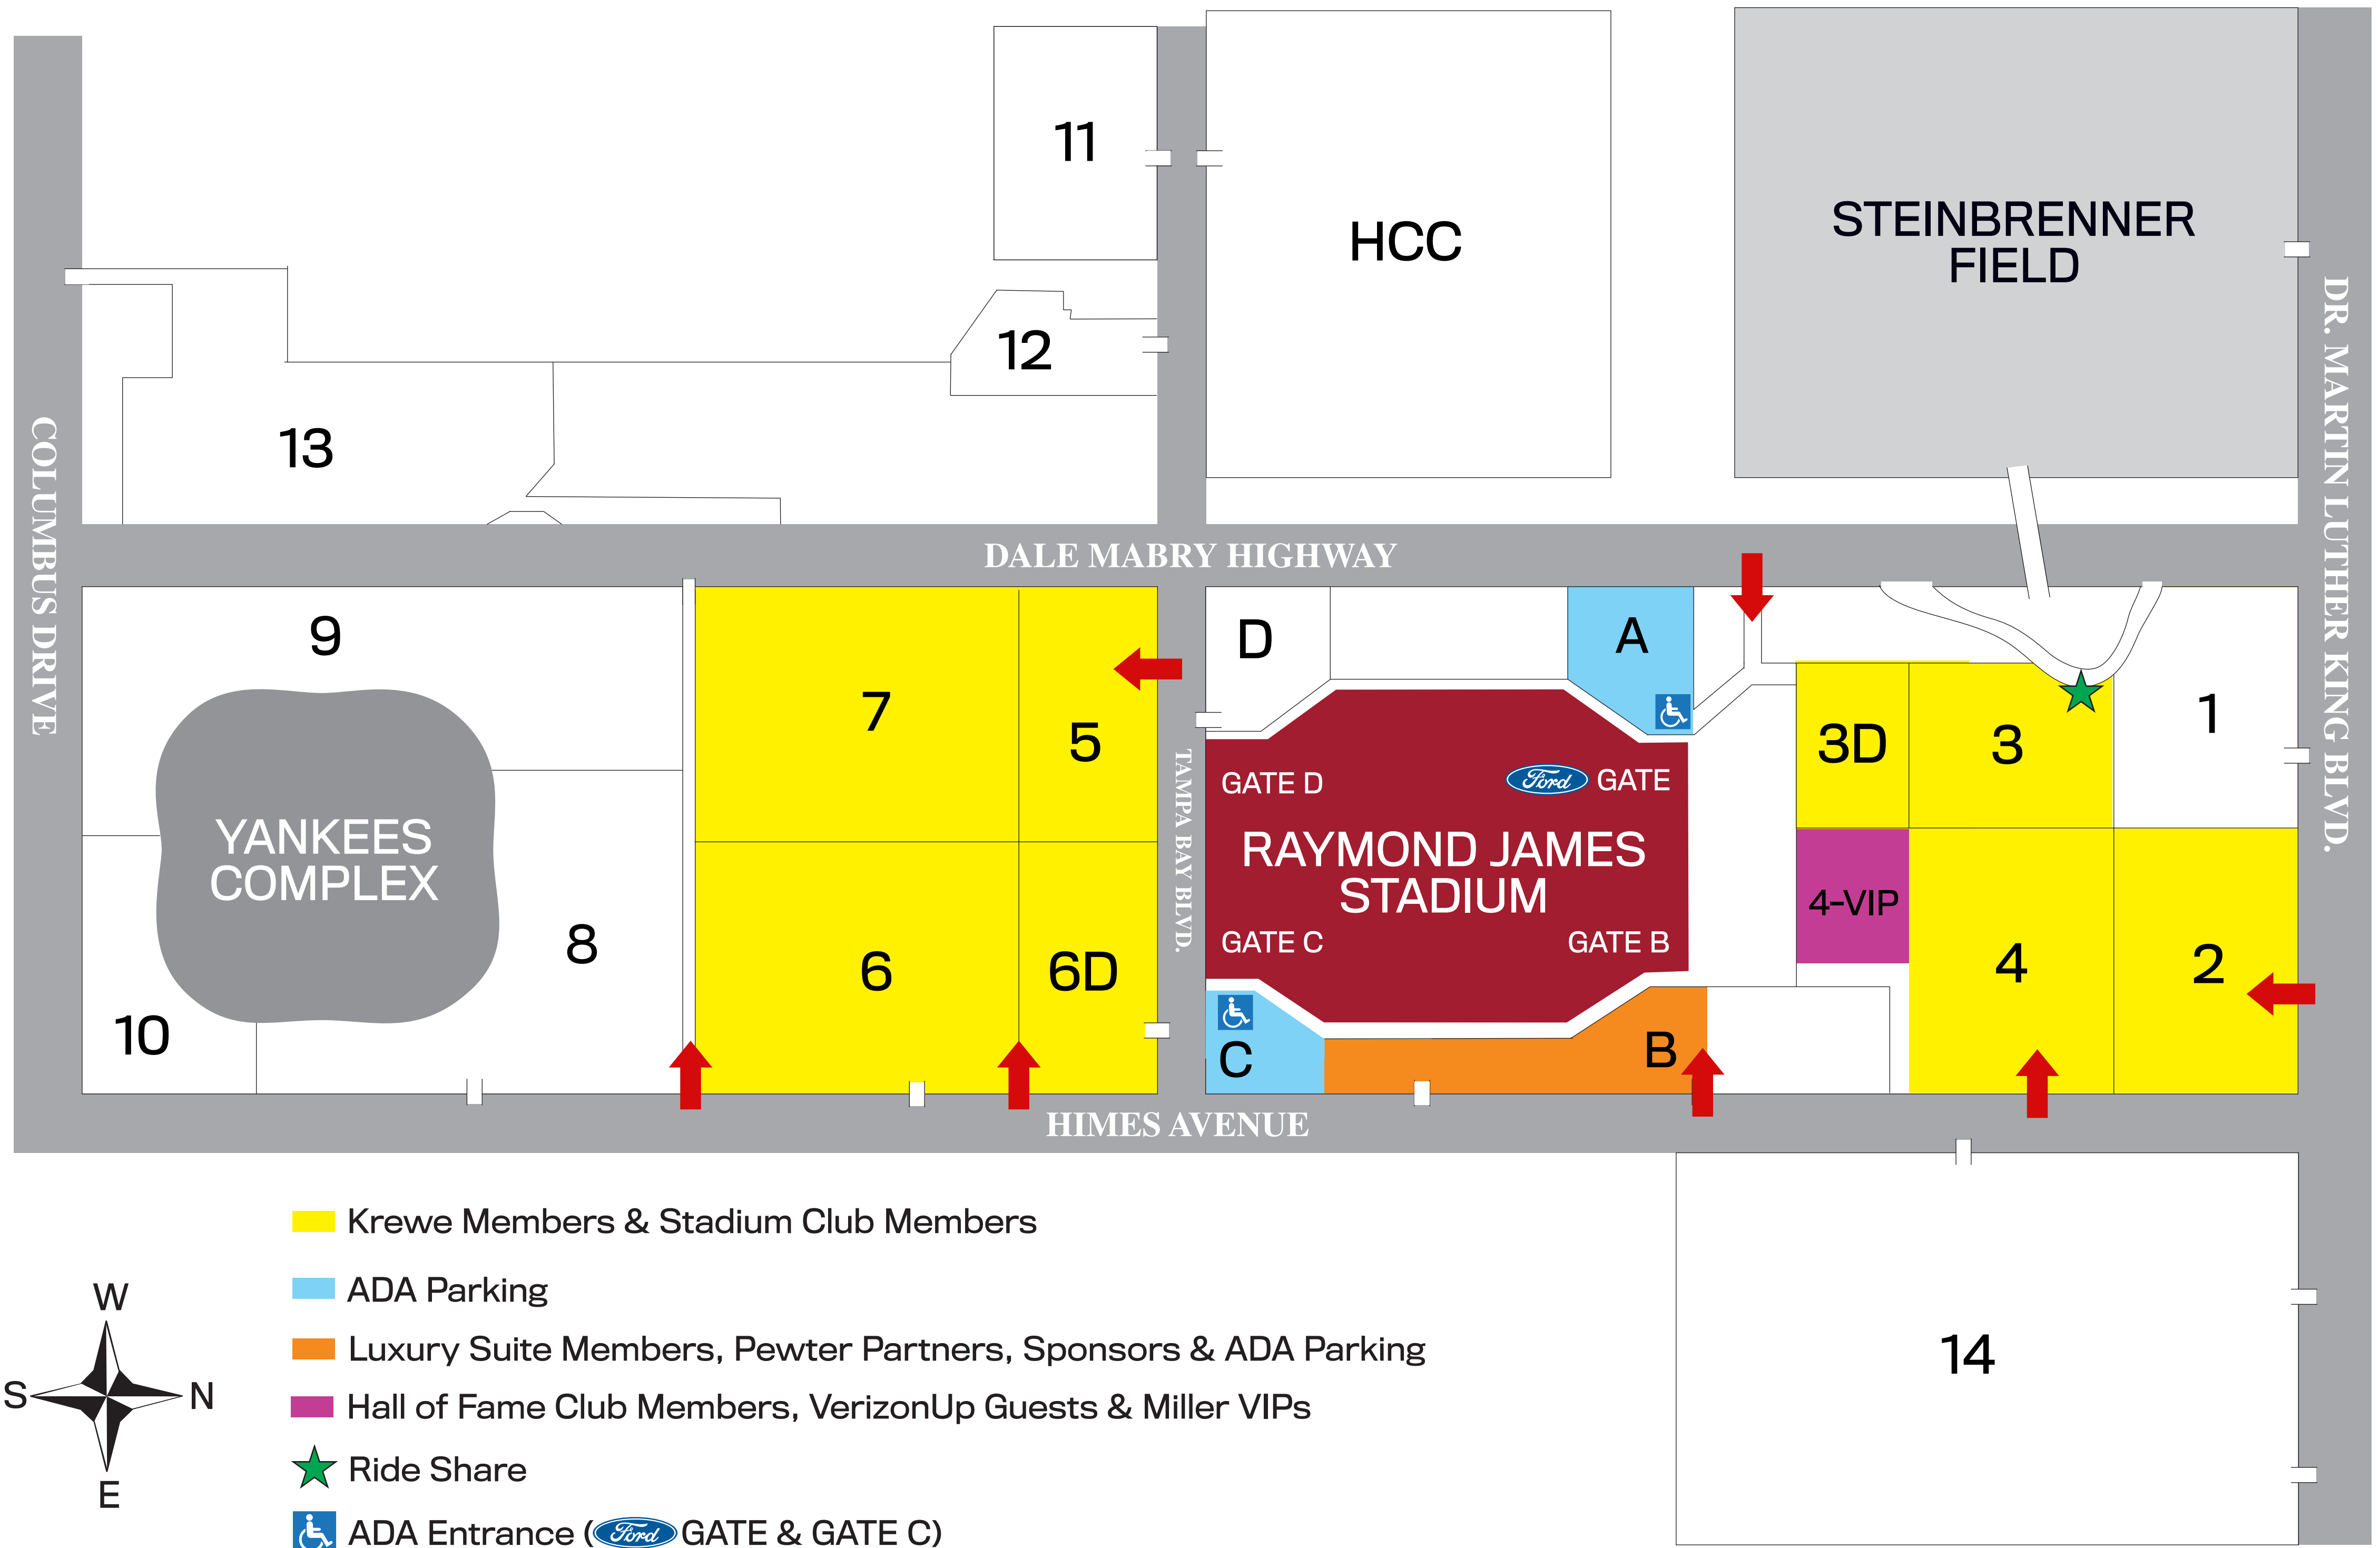 11
HCC
STEINBRENNER
FIELD
12
13
COLUMBUS DRIVE
DR. MARTIN LUTHER KING BLVD.
DALE MABRY HIGHWAY
9
7
5
D
A
3D
3
1
TAMPA BAY BLVD.
GATE D
Ford GATE
RAYMOND JAMES
STADIUM
GATE C
GATE B
YANKEES
COMPLEX
8
10
6
6D
4-VIP
4
2
C
B
HIMES AVENUE
14
Krewe Members & Stadium Club Members
ADA Parking
Luxury Suite Members, Pewter Partners, Sponsors & ADA Parking
Hall of Fame Club Members, VerizonUp Guests & Miller VIPs
Ride Share
ADA Entrance (Ford GATE & GATE C)
W
S
N
E